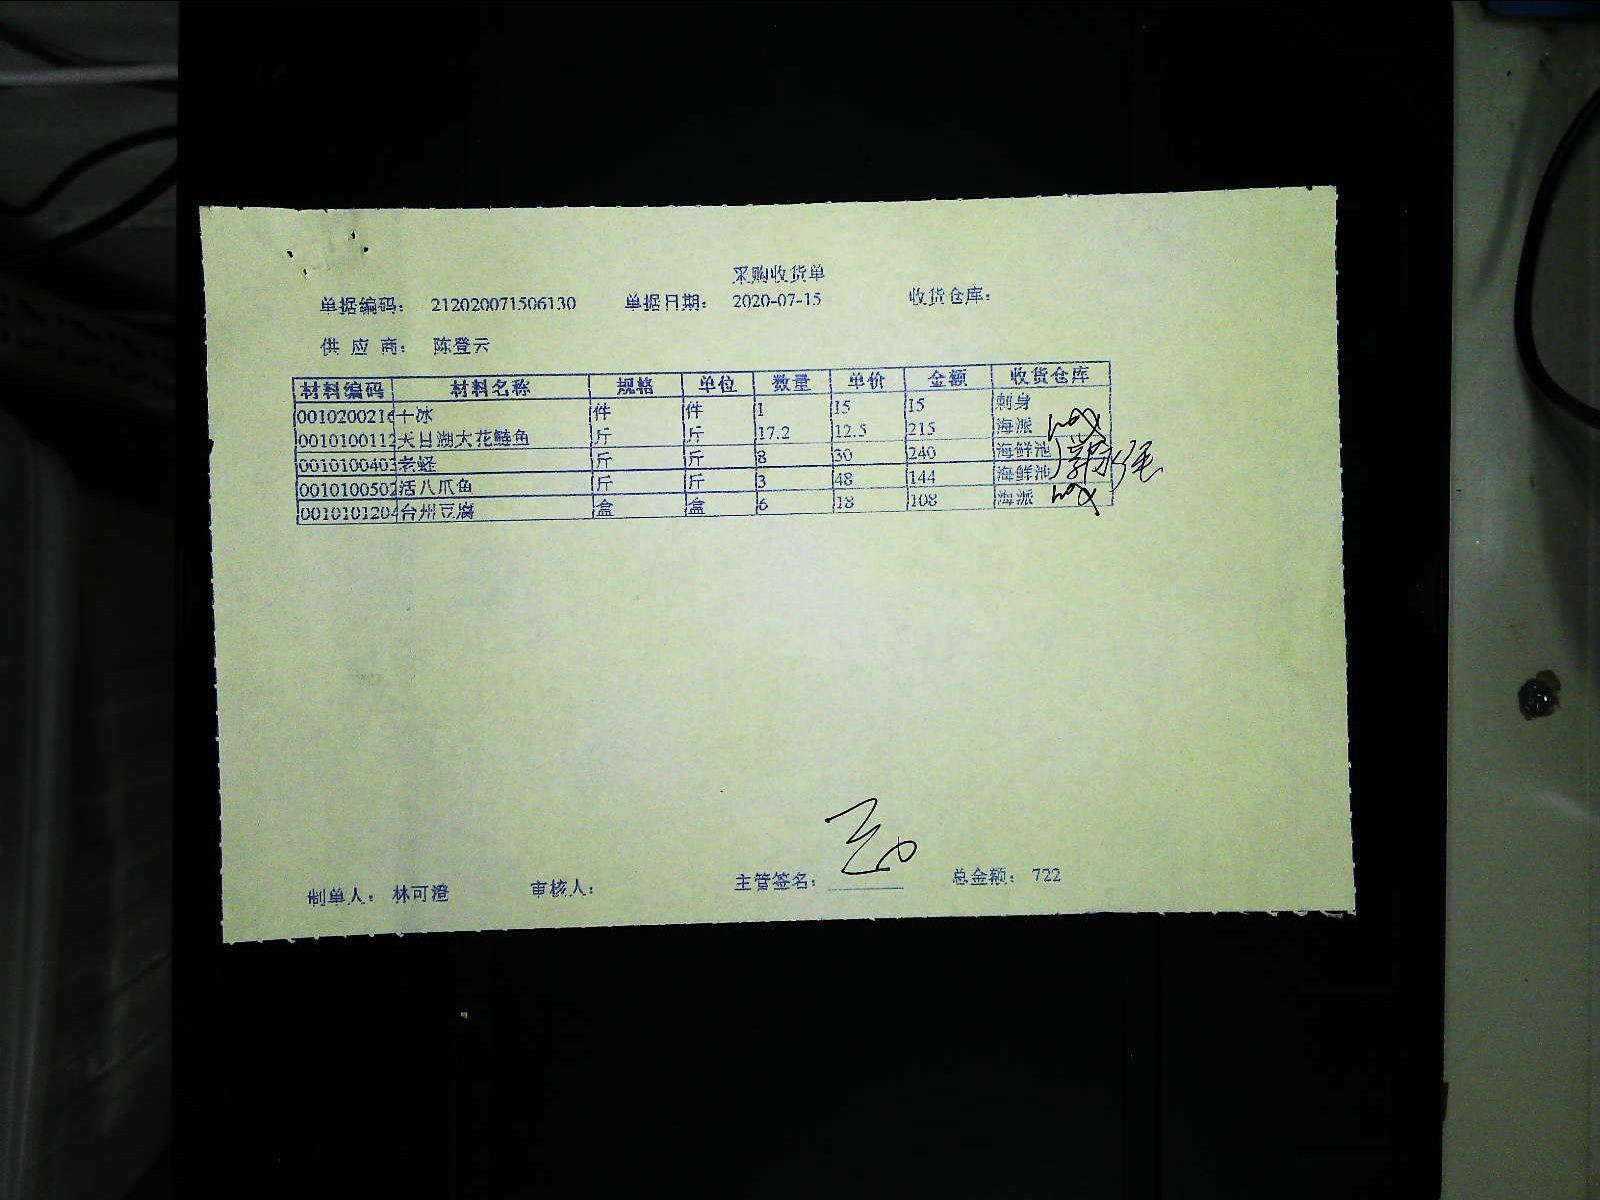 采购收货单
单据编码： 212020071506130 单据日期： 2020-07-15 收货仓库：
供 应 商： 陈登云
材料编码 材料名称 规格 单位 数量 单价 金额 收货仓库
0010200216 干冰 件 件 1 15 15 刺身
0010100112 天目湖大花鲢鱼 斤 斤 17.2 12.5 215 海派
0010100403 老蛏 斤 斤 8 30 240 海鲜池
0010100502 活八爪鱼 斤 斤 3 48 144 海鲜池
0010101204 台州豆腐 盒 盒 6 18 108 海派
制单人： 林可澄 审核人： 主管签名： 总金额： 722